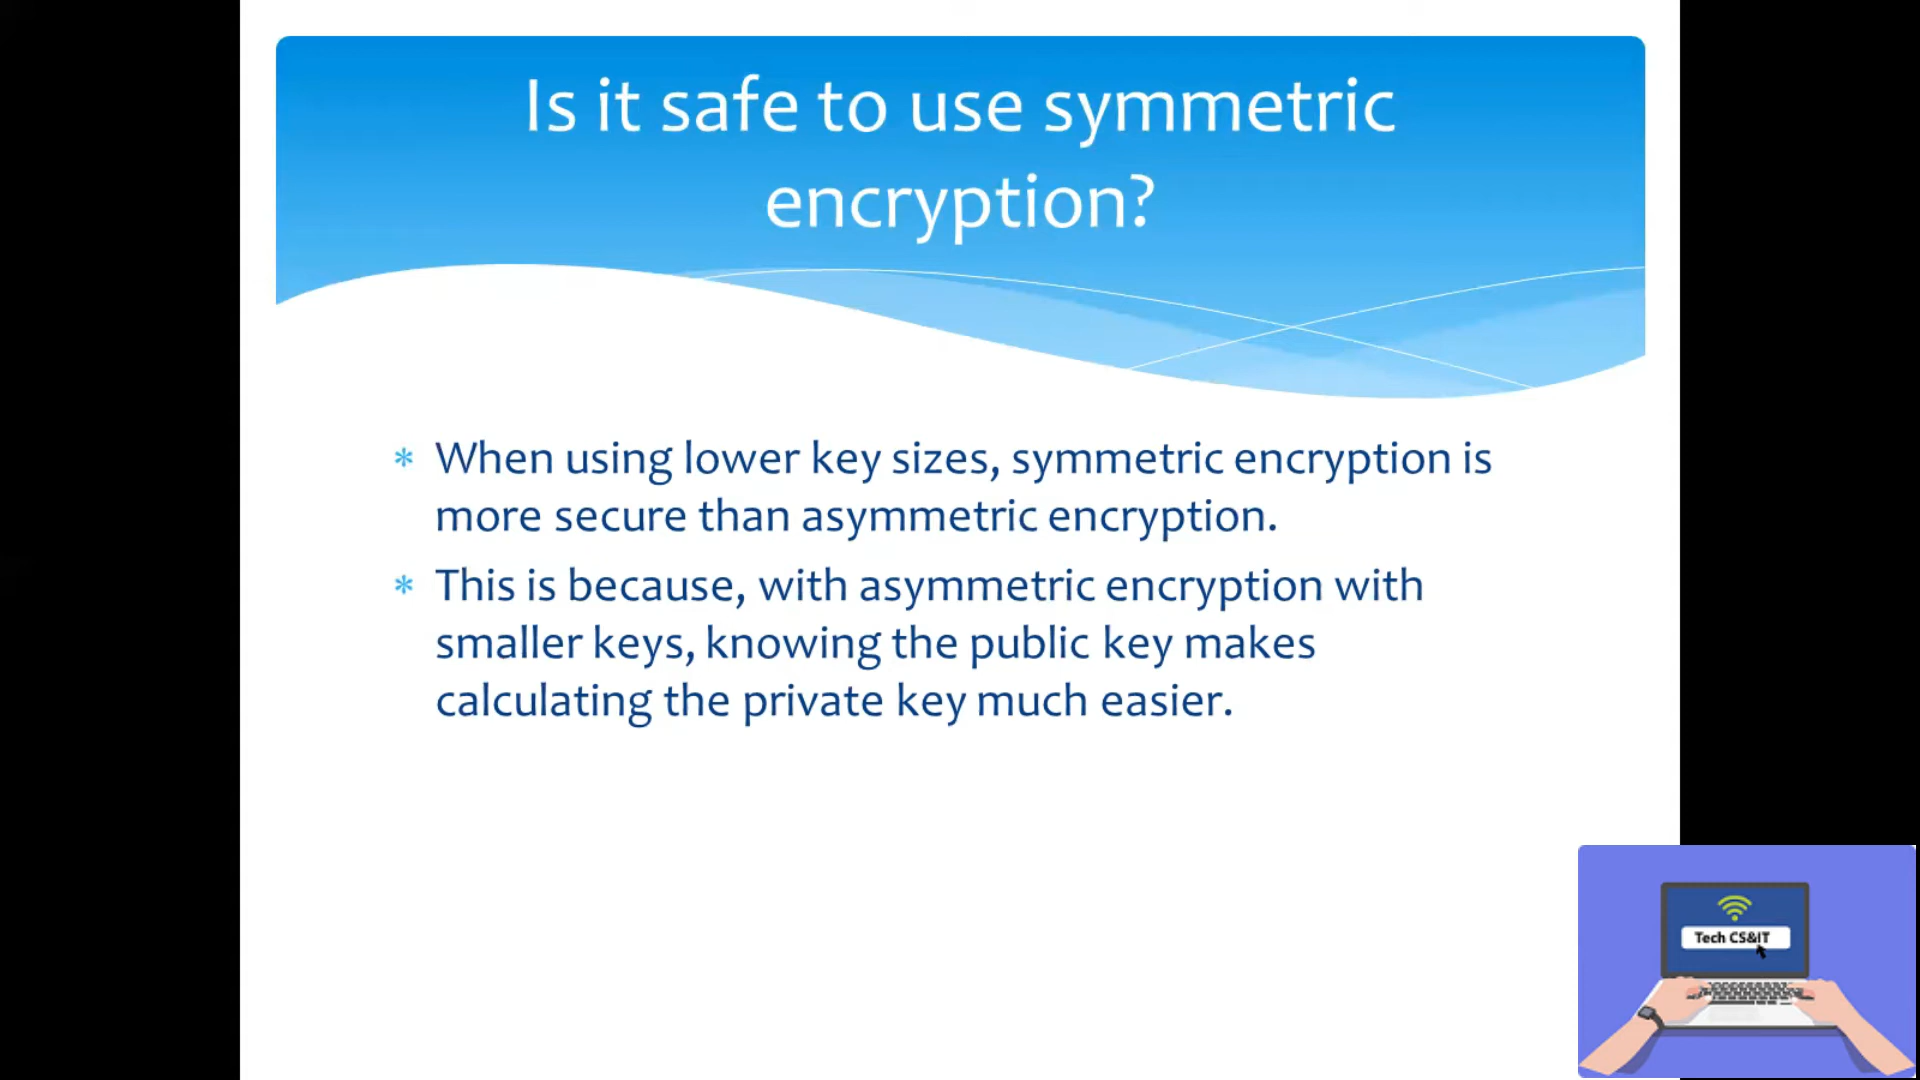 Is it safe to use symmetric
encryption?
* When using lower key sizes, symmetric encryption is
more secure than asymmetric encryption.
* This is because, with asymmetric encryption with
smaller keys, knowing the public key makes
calculating the private key much easier.
Tech CS&IT